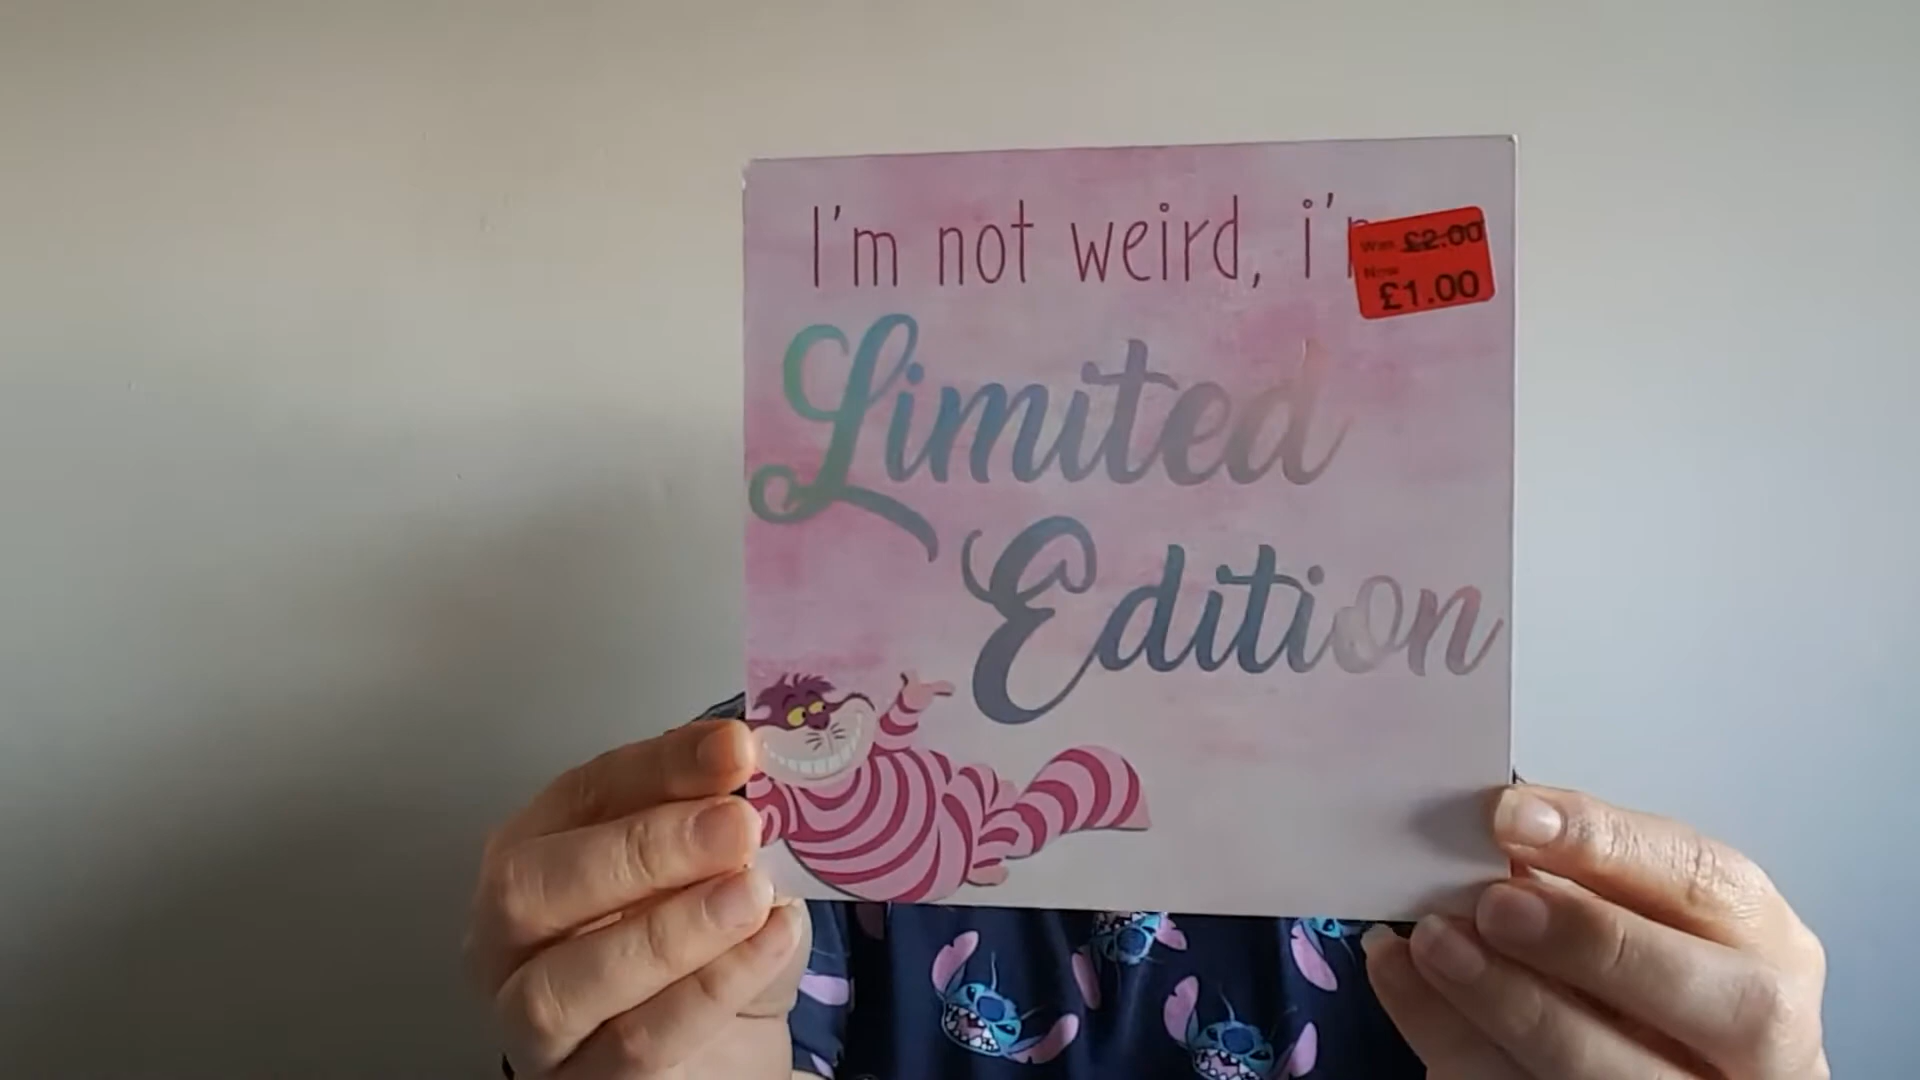 I'm not weird, i'm
Limited
Edition
Was £2.00
Now
£1.00